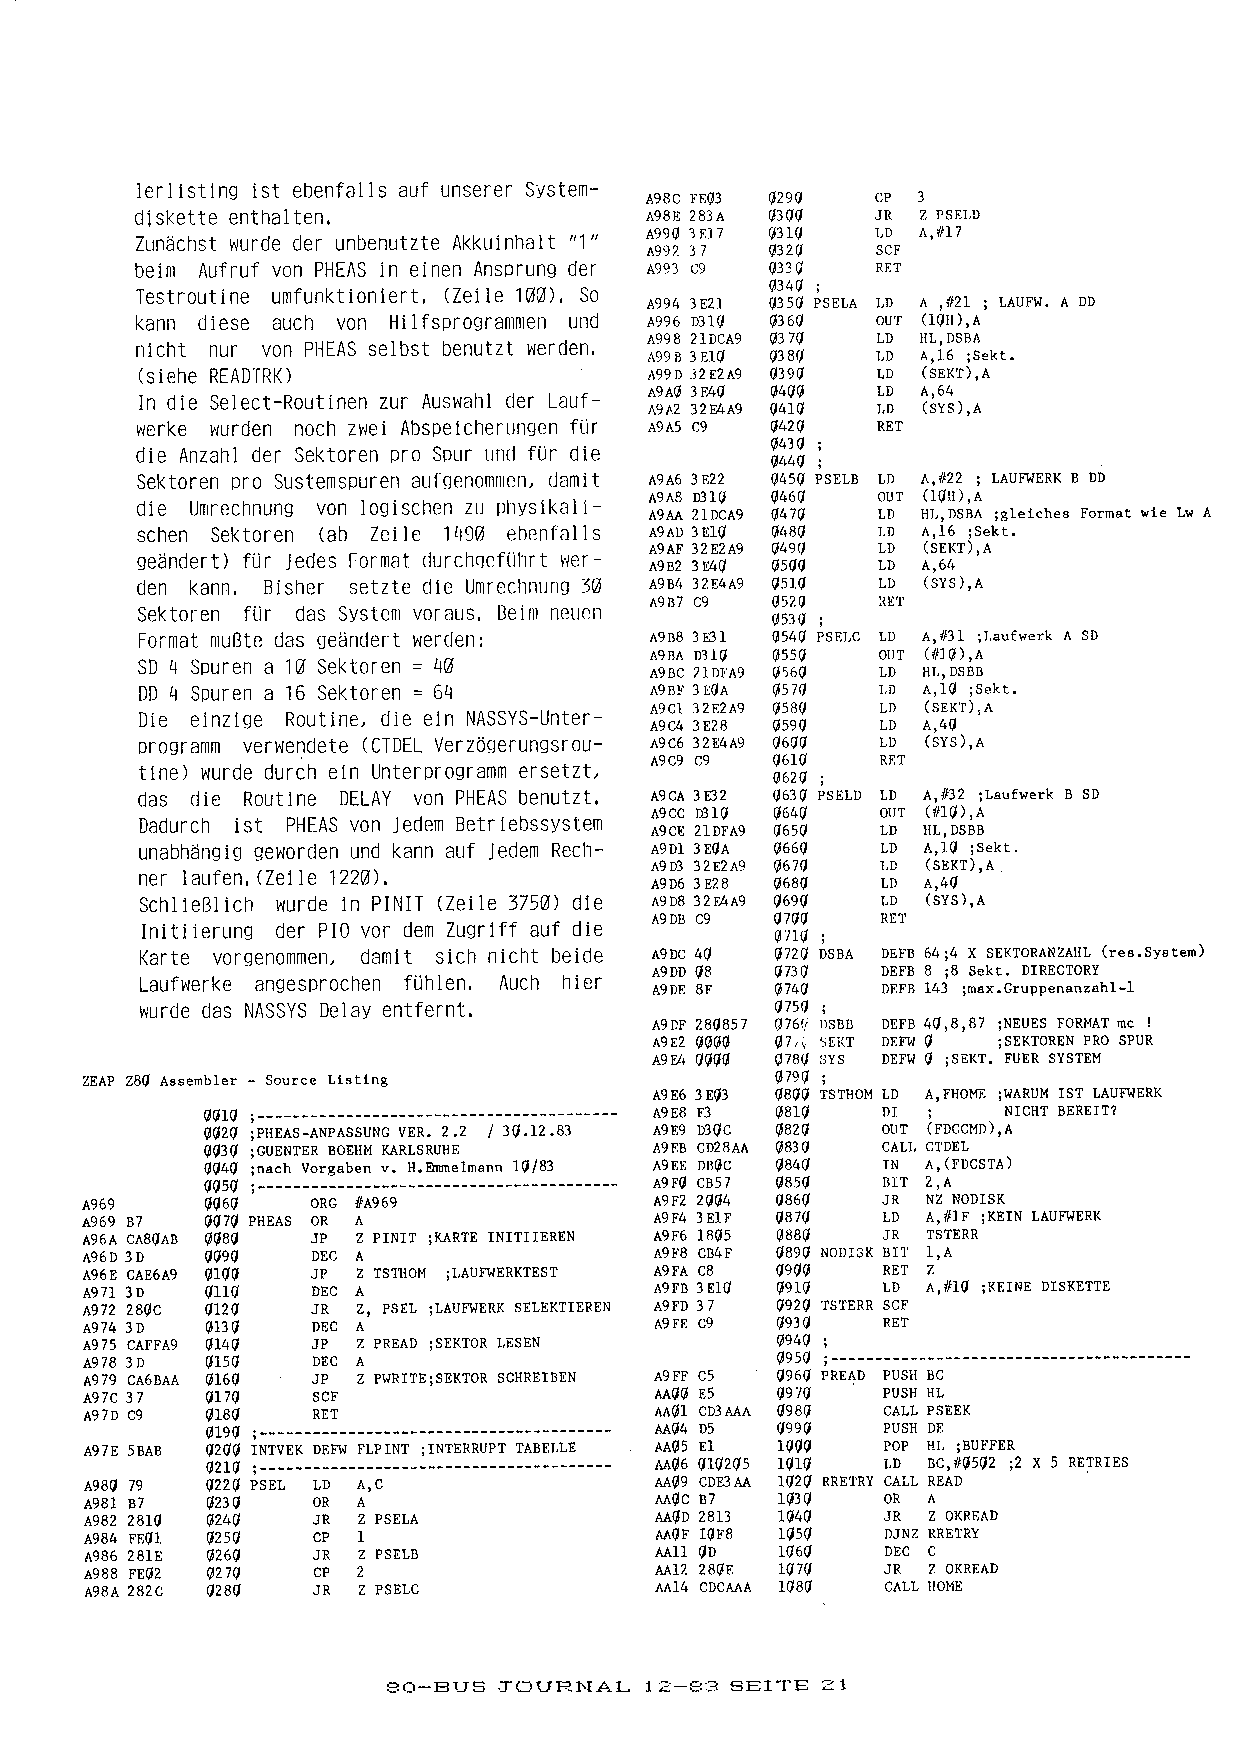 lerlisting ist ebenfalls auf unserer System-
diskette enthalten.
Zunächst wurde der unbenutzte Akkuinhalt "1"
beim Aufruf von PHEAS in einen Ansprung der
Testroutine umfunktioniert. (Zeile 100). So
kann diese auch von Hilfsprogrammen und
nicht nur von PHEAS selbst benutzt werden.
(siehe READTRK)
In die Select-Routinen zur Auswahl der Lauf-
werke wurden noch zwei Abspeicherungen für
die Anzahl der Sektoren pro Spur und für die
Sektoren pro Sustemspuren aufgenommen, damit
die Umrechnung von logischen zu physikali-
schen Sektoren (ab Zeile 1490 ebenfalls
geändert) für jedes Format durchgeführt wer-
den kann. Bisher setzte die Umrechnung 30
Sektoren für das System voraus. Beim neuen
Format mußte das geändert werden:
SD 4 Spuren a 10 Sektoren = 40
DD 4 Spuren a 16 Sektoren = 64
Die einzige Routine, die ein NASSYS-Unter-
programm verwendete (CTDEL Verzögerungsrou-
tine) wurde durch ein Unterprogramm ersetzt,
das die Routine DELAY von PHEAS benutzt.
Dadurch ist PHEAS von jedem Betriebssystem
unabhängig geworden und kann auf jedem Rech-
ner laufen.(Zeile 1220).
Schließlich wurde in PINIT (Zeile 3750) die
Initiierung der PIO vor dem Zugriff auf die
Karte vorgenommen, damit sich nicht beide
Laufwerke angesprochen fühlen. Auch hier
wurde das NASSYS Delay entfernt.
ZEAP Z80 Assembler - Source Listing
0010 ;-----------------------------------------
0020 ;PHEAS-ANPASSUNG VER. 2.2 / 30.12.83
0030 ;GUENTER BOEHM KARLSRUHE
0040 ;nach Vorgaben v. H.Emmelmann 10/83
0050 ;-----------------------------------------
A969 0060 ORG #A969
A969 B7 0070 PHEAS OR A
A96A CA80AB 0080 JP Z PINIT ;KARTE INITIIEREN
A96D 3D 0090 DEC A
A96E CAE6A9 0100 JP Z TSTHOM ;LAUFWERKTEST
A971 3D 0110 DEC A
A972 280C 0120 JR Z, PSEL ;LAUFWERK SELEKTIEREN
A974 3D 0130 DEC A
A975 CAFFA9 0140 JP Z PREAD ;SEKTOR LESEN
A978 3D 0150 DEC A
A979 CA6BAA 0160 JP Z PWRITE;SEKTOR SCHREIBEN
A97C 37 0170 SCF
A97D C9 0180 RET
0190 ;----------------------------------------
A97E 5BAB 0200 INTVEK DEFW FLPINT ;INTERRUPT TABELLE
0210 ;----------------------------------------
A980 79 0220 PSEL LD A,C
A981 B7 0230 OR A
A982 2810 0240 JR Z PSELA
A984 FE01 0250 CP 1
A986 281E 0260 JR Z PSELB
A988 FE02 0270 CP 2
A98A 282C 0280 JR Z PSELC
A98C FE03 0290 CP 3
A98E 283A 0300 JR Z PSELD
A990 3E17 0310 LD A,#17
A992 37 0320 SCF
A993 C9 0330 RET
0340 ;
A994 3E21 0350 PSELA LD A ,#21 ; LAUFW. A DD
A996 D310 0360 OUT (10H),A
A998 21DCA9 0370 LD HL,DSBA
A99B 3E10 0380 LD A,16 ;Sekt.
A99D 32E2A9 0390 LD (SEKT),A
A9A0 3E40 0400 LD A,64
A9A2 32E4A9 0410 LD (SYS),A
A9A5 C9 0420 RET
0430 ;
0440 ;
A9A6 3E22 0450 PSELB LD A,#22 ; LAUFWERK B DD
A9A8 D310 0460 OUT (10H),A
A9AA 21DCA9 0470 LD HL,DSBA ;gleiches Format wie Lw A
A9AD 3E10 0480 LD A,16 ;Sekt.
A9AF 32E2A9 0490 LD (SEKT),A
A9B2 3E40 0500 LD A,64
A9B4 32E4A9 0510 LD (SYS),A
A9B7 C9 0520 RET
0530 ;
A9B8 3E31 0540 PSELC LD A,#31 ;Laufwerk A SD
A9BA D310 0550 OUT (#10),A
A9BC 21DFA9 0560 LD HL,DSBB
A9BF 3E0A 0570 LD A,10 ;Sekt.
A9C1 32E2A9 0580 LD (SEKT),A
A9C4 3E28 0590 LD A,40
A9C6 32E4A9 0600 LD (SYS),A
A9C9 C9 0610 RET
0620 ;
A9CA 3E32 0630 PSELD LD A,#32 ;Laufwerk B SD
A9CC D310 0640 OUT (#10),A
A9CE 21DFA9 0650 LD HL,DSBB
A9D1 3E0A 0660 LD A,10 ;Sekt.
A9D3 32E2A9 0670 LD (SEKT),A
A9D6 3E28 0680 LD A,40
A9D8 32E4A9 0690 LD (SYS),A
A9DB C9 0700 RET
0710 ;
A9DC 40 0720 DSBA DEFB 64;4 X SEKTORANZAHL (res.System)
A9DD 08 0730 DEFB 8 ;8 Sekt. DIRECTORY
A9DE 8F 0740 DEFB 143 ;max.Gruppenanzahl-1
0750 ;
A9DF 280857 0760 DSBB DEFB 40,8,87 ;NEUES FORMAT mc !
A9E2 0000 0770 SEKT DEFW 0 ;SEKTOREN PRO SPUR
A9E4 0000 0780 SYS DEFW 0 ;SEKT. FUER SYSTEM
0790 ;
A9E6 3E03 0800 TSTHOM LD A,FHOME ;WARUM IST LAUFWERK
A9E8 F3 0810 DI ; NICHT BEREIT?
A9E9 D30C 0820 OUT (FDCCMD),A
A9EB CD28AA 0830 CALL CTDEL
A9EE DB0C 0840 IN A,(FDCSTA)
A9F0 CB57 0850 BIT 2,A
A9F2 2004 0860 JR NZ NODISK
A9F4 3E1F 0870 LD A,#1F ;KEIN LAUFWERK
A9F6 1805 0880 JR TSTERR
A9F8 CB4F 0890 NODISK BIT 1,A
A9FA C8 0900 RET Z
A9FB 3E10 0910 LD A,#10 ;KEINE DISKETTE
A9FD 37 0920 TSTERR SCF
A9FE C9 0930 RET
0940 ;
0950 ;-----------------------------------------
A9FF C5 0960 PREAD PUSH BC
AA00 E5 0970 PUSH HL
AA01 CD3AAA 0980 CALL PSEEK
AA04 D5 0990 PUSH DE
AA05 E1 1000 POP HL ;BUFFER
AA06 010205 1010 LD BC,#0502 ;2 X 5 RETRIES
AA09 CDE3AA 1020 RRETRY CALL READ
AA0C B7 1030 OR A
AA0D 2813 1040 JR Z OKREAD
AA0F 10F8 1050 DJNZ RRETRY
AA11 0D 1060 DEC C
AA12 280E 1070 JR Z OKREAD
AA14 CDCAAA 1080 CALL HOME
80-BUS JOURNAL 12-83 SEITE 21